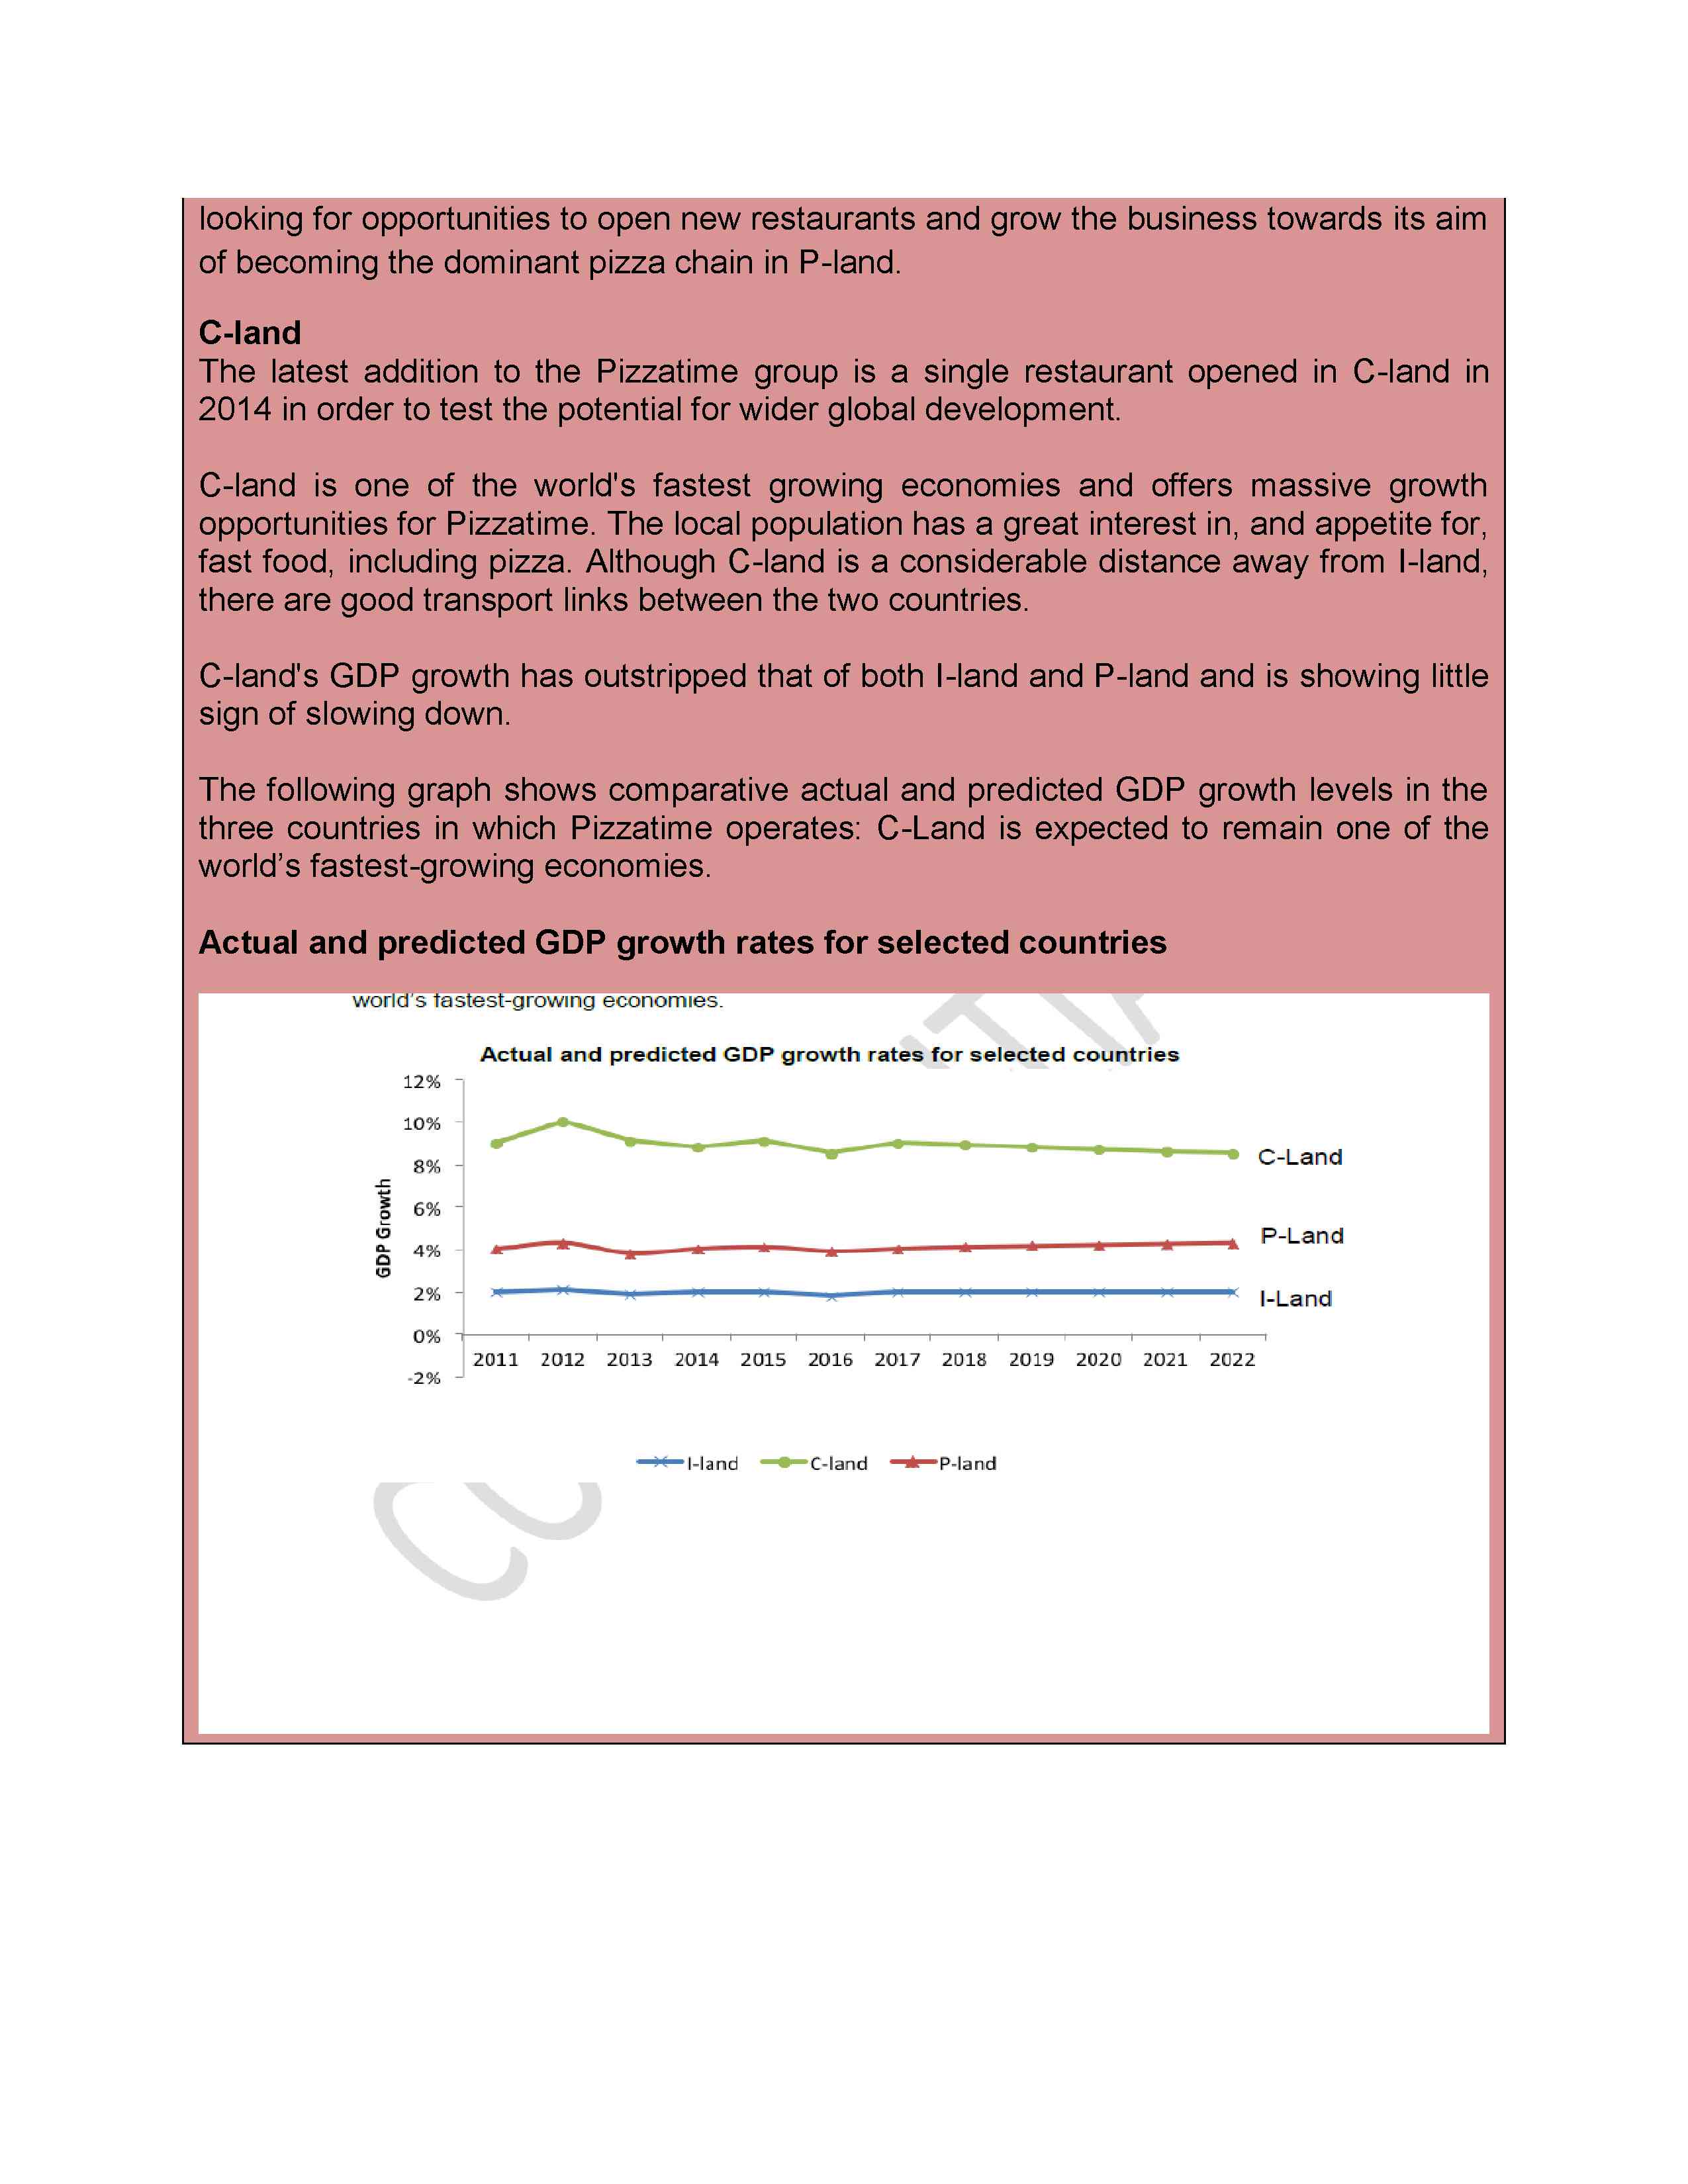 looking for opportunities to open new restaurants and grow the business towards its aim
of becoming the dominant pizza chain in P-land.
C-land
The latest addition to the Pizzatime group is a single restaurant opened in C-land in
2014 in order to test the potential for wider global development.
C-land is one of the world's fastest growing economies and offers massive growth
opportunities for Pizzatime. The local population has a great interest in, and appetite for,
fast food, including pizza. Although C-land is a considerable distance away from I-land,
there are good transport links between the two countries.
C-land's GDP growth has outstripped that of both I-land and P-land and is showing little
sign of slowing down.
The following graph shows comparative actual and predicted GDP growth levels in the
three countries in which Pizzatime operates: C-Land is expected to remain one of the
world’s fastest-growing economies.
Actual and predicted GDP growth rates for selected countries
world’s fastest-growing economies.
Actual and predicted GDP growth rates for selected countries
12%
10%
8%
6%
4%
2%
0%
-2%
GDP Growth
C-Land
P-Land
I-Land
2011 2012 2013 2014 2015 2016 2017 2018 2019 2020 2021 2022
I-land C-land P-land